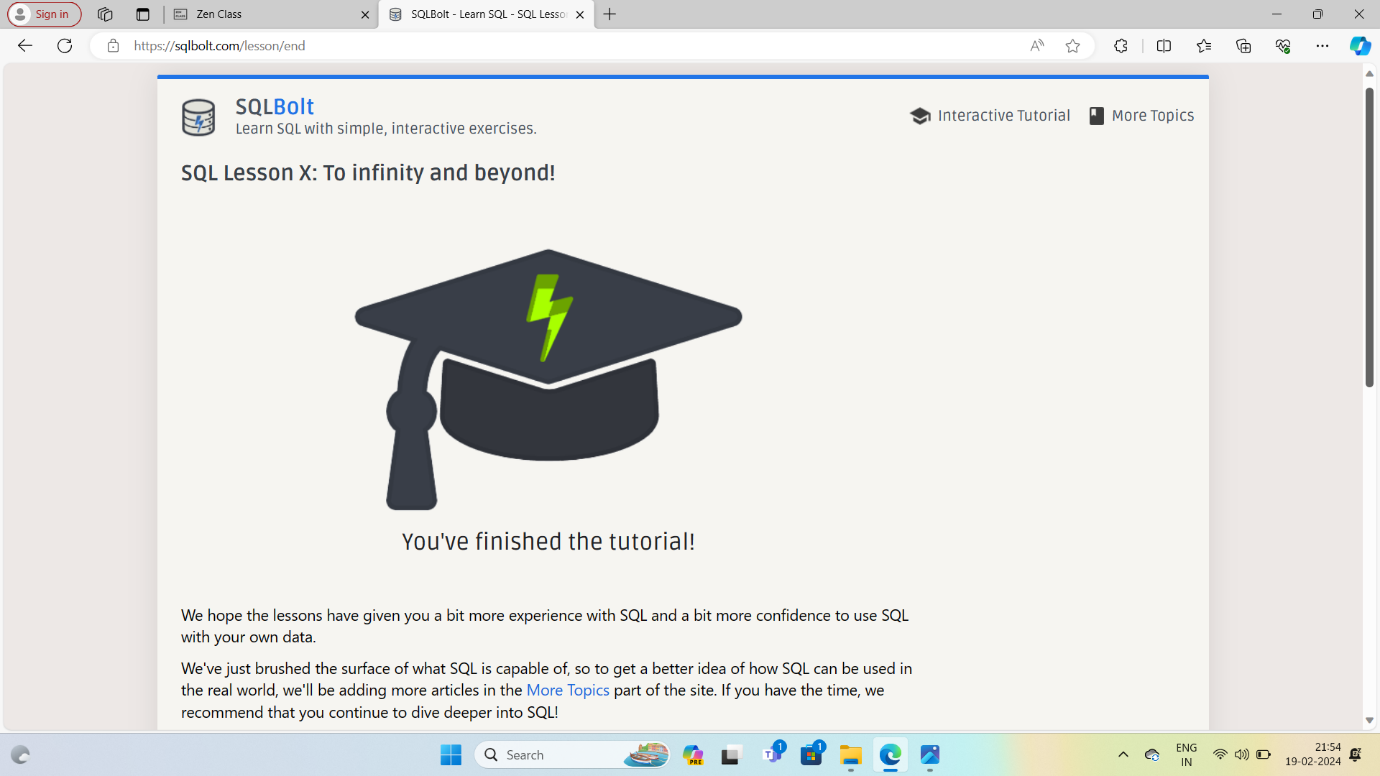 Sign in
Zen Class
SQLBolt - Learn SQL - SQL Lesso
https://sqlbolt.com/lesson/end
SQLBolt
Learn SQL with simple, interactive exercises.
Interactive Tutorial
More Topics
SQL Lesson X: To infinity and beyond!
You've finished the tutorial!
We hope the lessons have given you a bit more experience with SQL and a bit more confidence to use SQL
with your own data.
We've just brushed the surface of what SQL is capable of, so to get a better idea of how SQL can be used in
the real world, we'll be adding more articles in the More Topics part of the site. If you have the time, we
recommend that you continue to dive deeper into SQL!
Search
PRE
1
1
ENG
IN
21:54
19-02-2024